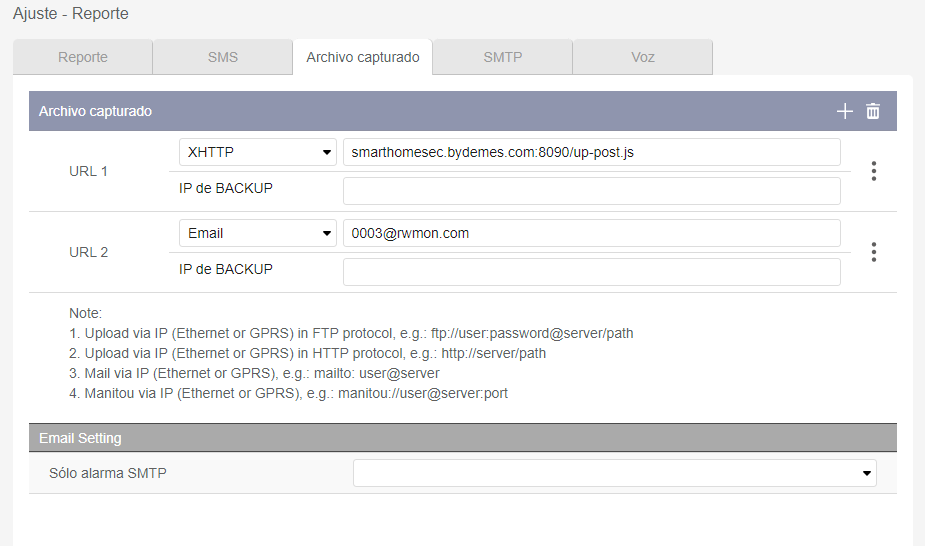 Ajuste - Reporte
Reporte SMS Archivo capturado SMTP Voz
Archivo capturado
URL 1 XHTTP smarthomesec.bydemes.com:8090/up-post.js
IP de BACKUP
URL 2 Email 0003@rwmon.com
IP de BACKUP
Note:
1. Upload via IP (Ethernet or GPRS) in FTP protocol, e.g.: ftp://user:password@server/path
2. Upload via IP (Ethernet or GPRS) in HTTP protocol, e.g.: http://server/path
3. Mail via IP (Ethernet or GPRS), e.g.: mailto: user@server
4. Manitou via IP (Ethernet or GPRS), e.g.: manitou://user@server:port
Email Setting
Sólo alarma SMTP